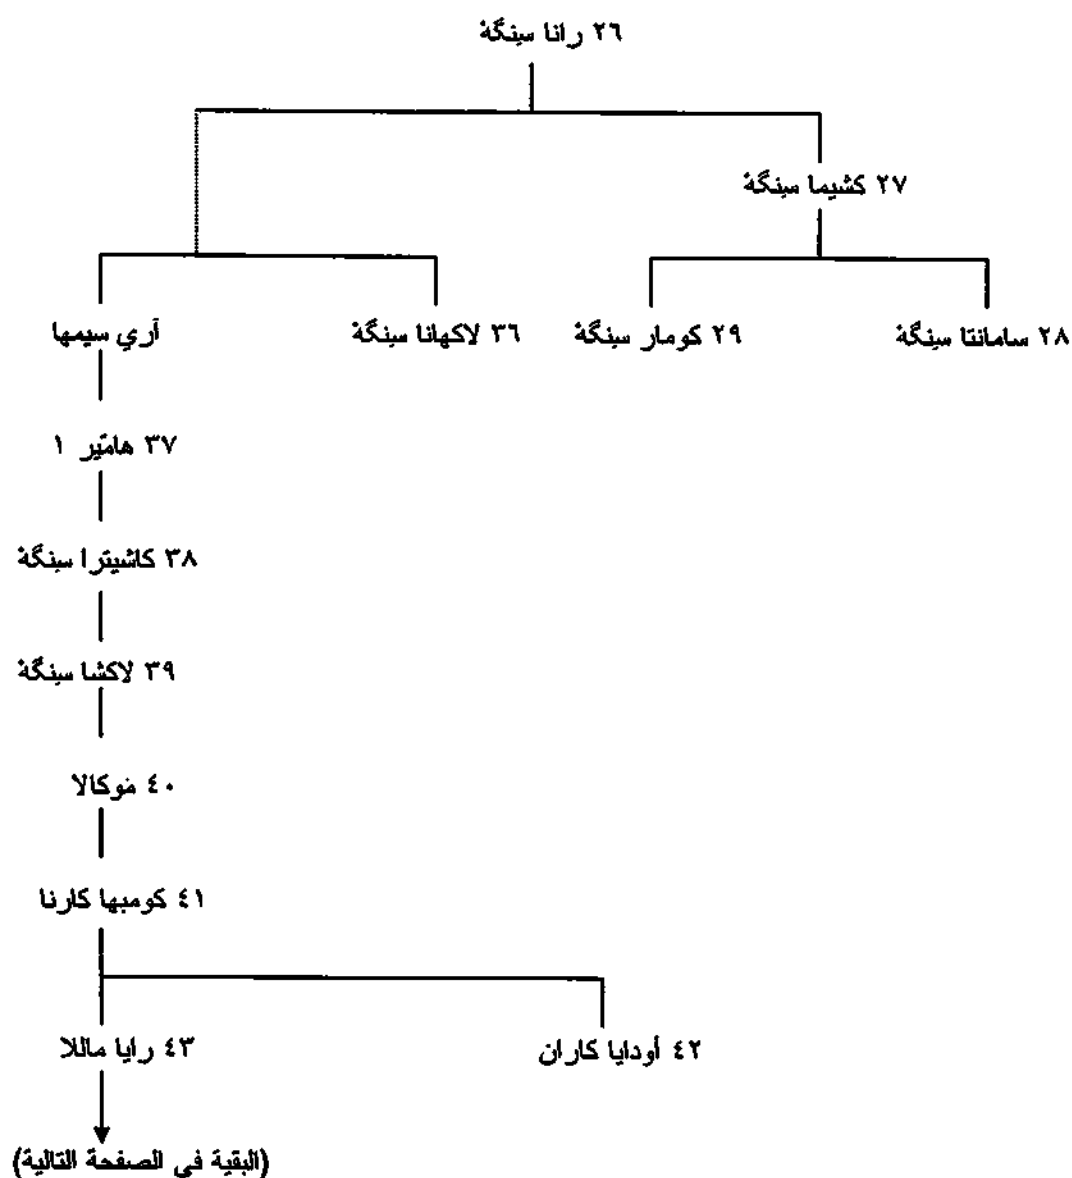 ٢٦ رانا سينگة
٢٧ كشيما سينگة
٢٨ سامانتا سينگة
٢٩ كومار سينگة
٣٦ لاكهانا سينگة
آري سيمها
٣٧ هامّير ١
٣٨ كاشيترا سينگة
٣٩ لاكشا سينگة
٤٠ موكالا
٤١ كومبها كارنا
٤٢ أودايا كاران
٤٣ رايا ماللا
(البقية في الصفحة التالية)